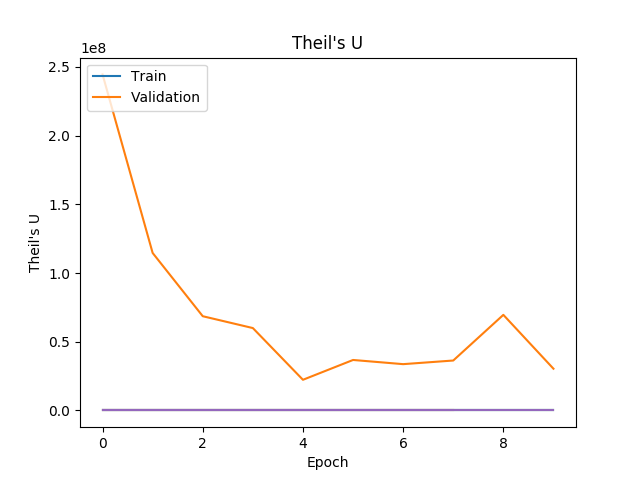 Theil's U
1e8
Train
Validation
2.5
2.0
1.5
1.0
0.5
0.0
Theil's U
0 2 4 6 8
Epoch